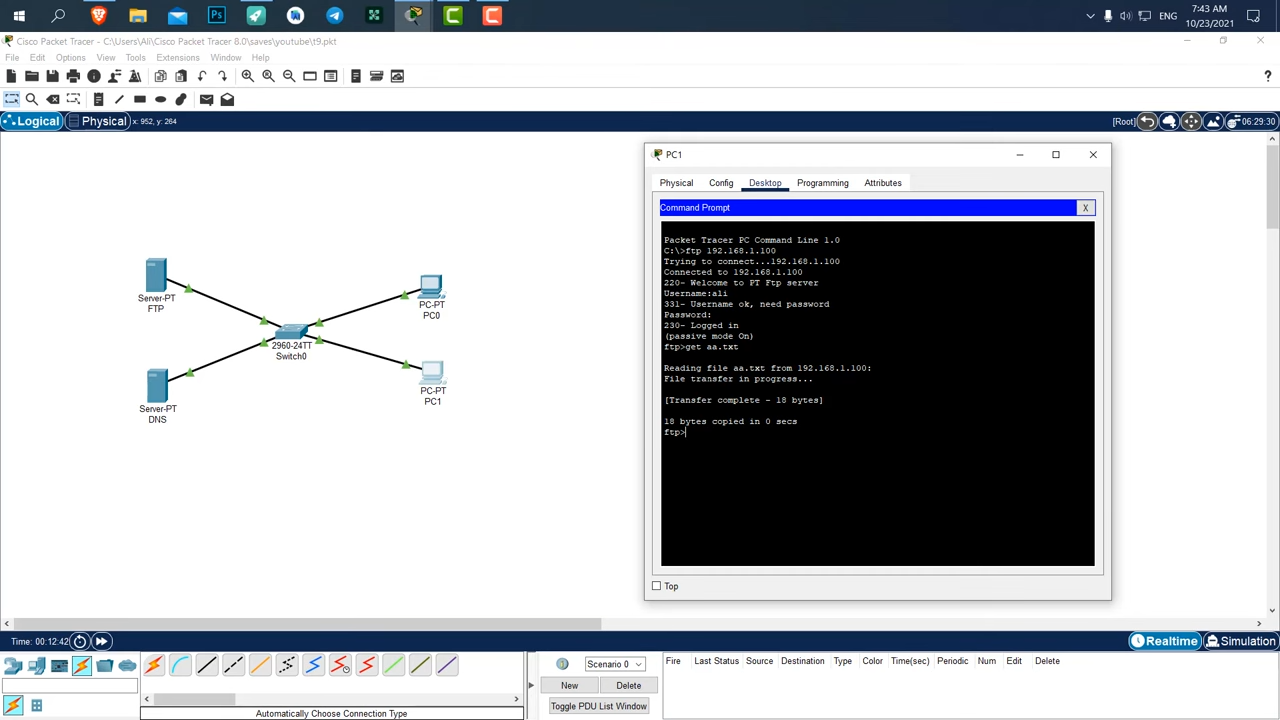 7:43 AM
ENG
10/23/2021
Cisco Packet Tracer - C:\Users\Ali\Cisco Packet Tracer 8.0\saves\youtube\t9.pkt
File Edit Options View Tools Extensions Window Help
?
Logical Physical x: 952, y: 264 [Root] 06:29:30
PC1
Physical Config Desktop Programming Attributes
Command Prompt X
Packet Tracer PC Command Line 1.0
C:\>ftp 192.168.1.100
Trying to connect...192.168.1.100
Connected to 192.168.1.100
220- Welcome to PT Ftp server
Username:ali
331- Username ok, need password
Password:
230- Logged in
(passive mode On)
ftp>get aa.txt
Reading file aa.txt from 192.168.1.100:
File transfer in progress...
[Transfer complete - 18 bytes]
18 bytes copied in 0 secs
ftp>
Top
Server-PT
FTP
PC-PT
PC0
2960-24TT
Switch0
Server-PT
DNS
PC-PT
PC1
Time: 00:12:42 Realtime Simulation
Scenario 0
New Delete
Toggle PDU List Window
Fire Last Status Source Destination Type Color Time(sec) Periodic Num Edit Delete
Automatically Choose Connection Type